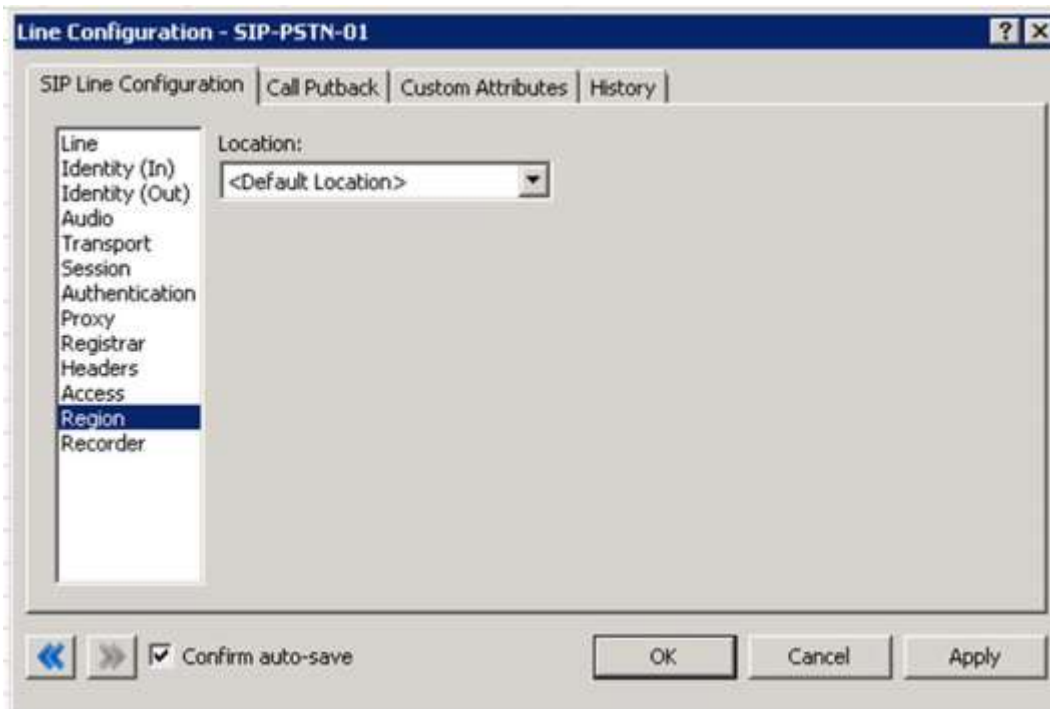 Line Configuration - SIP-PSTN-01
SIP Line Configuration
Call Putback
Custom Attributes
History
Line
Identity (In)
Identity (Out)
Audio
Transport
Session
Authentication
Proxy
Registrar
Headers
Access
Region
Recorder
Location:
<Default Location>
Confirm auto-save
OK
Cancel
Apply